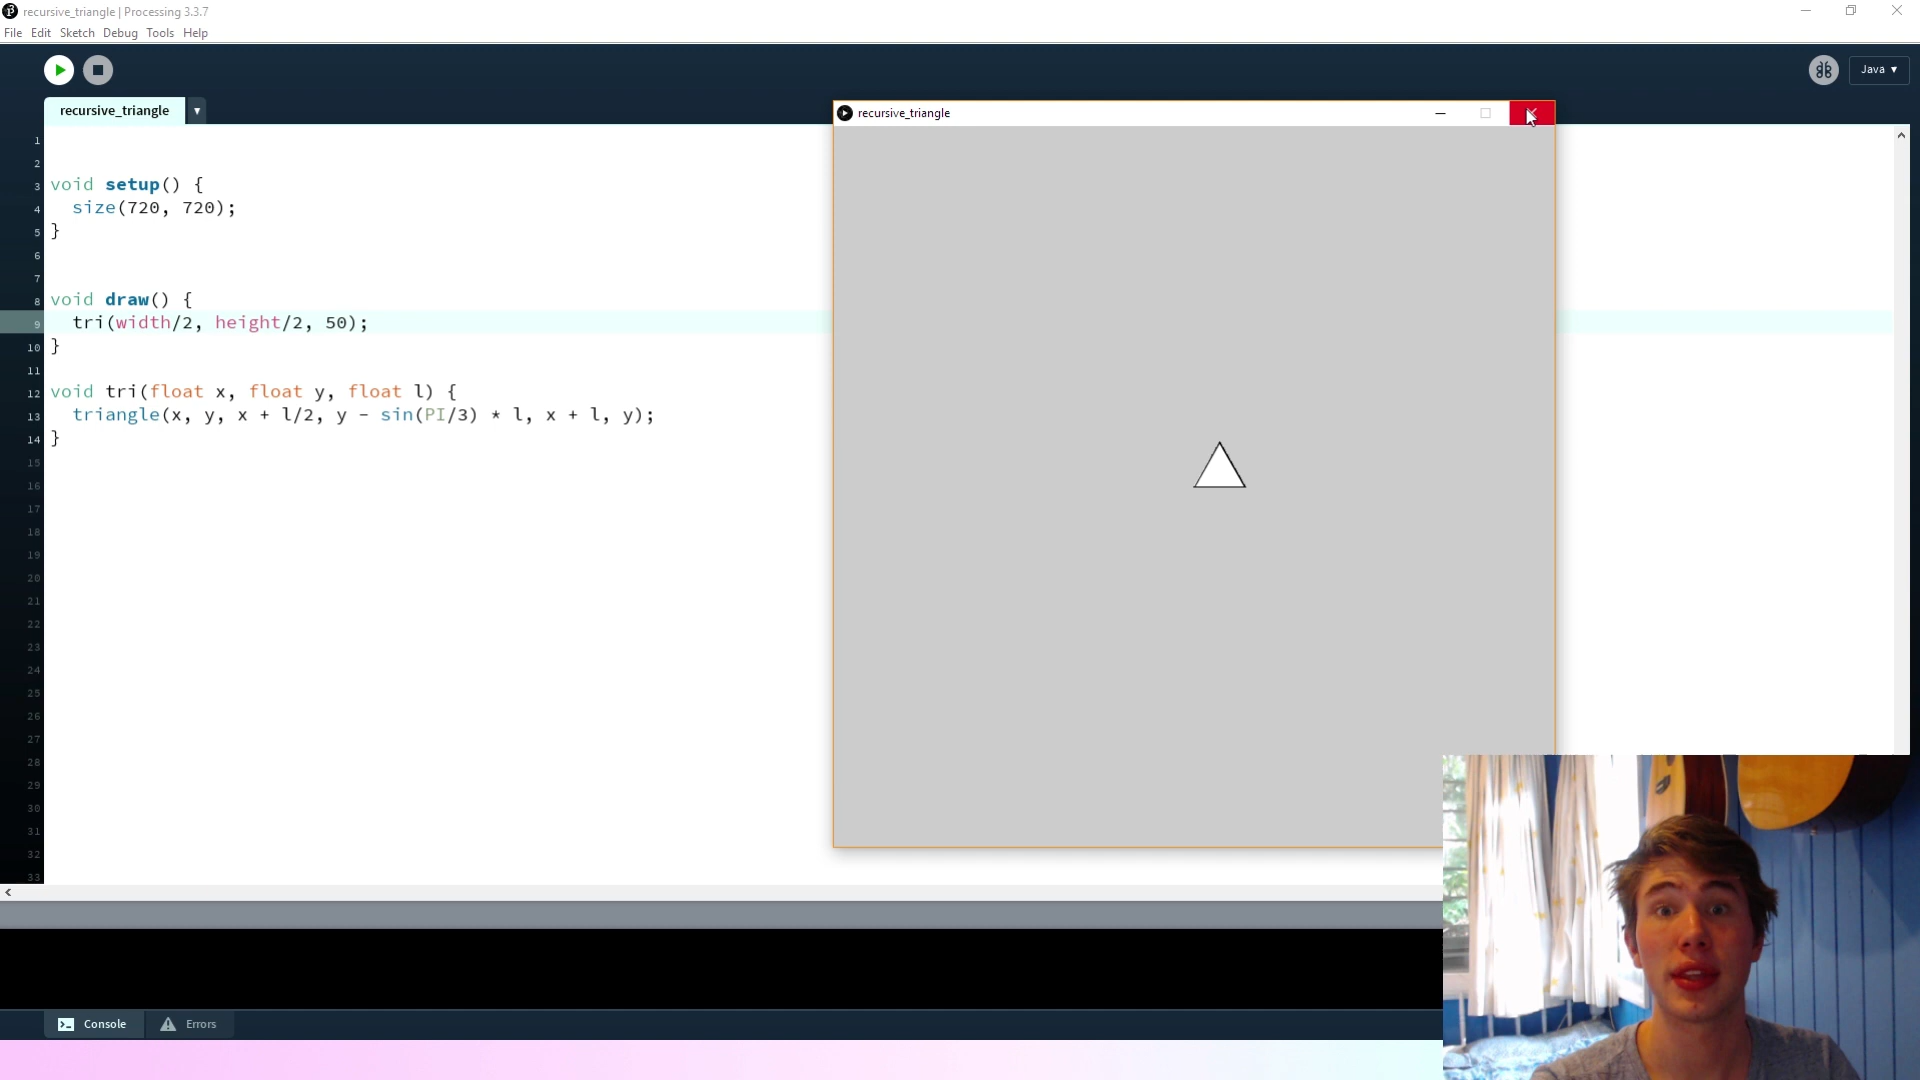 recursive_triangle | Processing 3.3.7
File Edit Sketch Debug Tools Help
Java ▾
recursive_triangle ▾
recursive_triangle
1
2
3 void setup() {
4 size(720, 720);
5 }
6
7
8 void draw() {
9 tri(width/2, height/2, 50);
10 }
11
12 void tri(float x, float y, float l) {
13 triangle(x, y, x + l/2, y - sin(PI/3) * l, x + l, y);
14 }
15
16
17
18
19
20
21
22
23
24
25
26
27
28
29
30
31
32
33
Console Errors